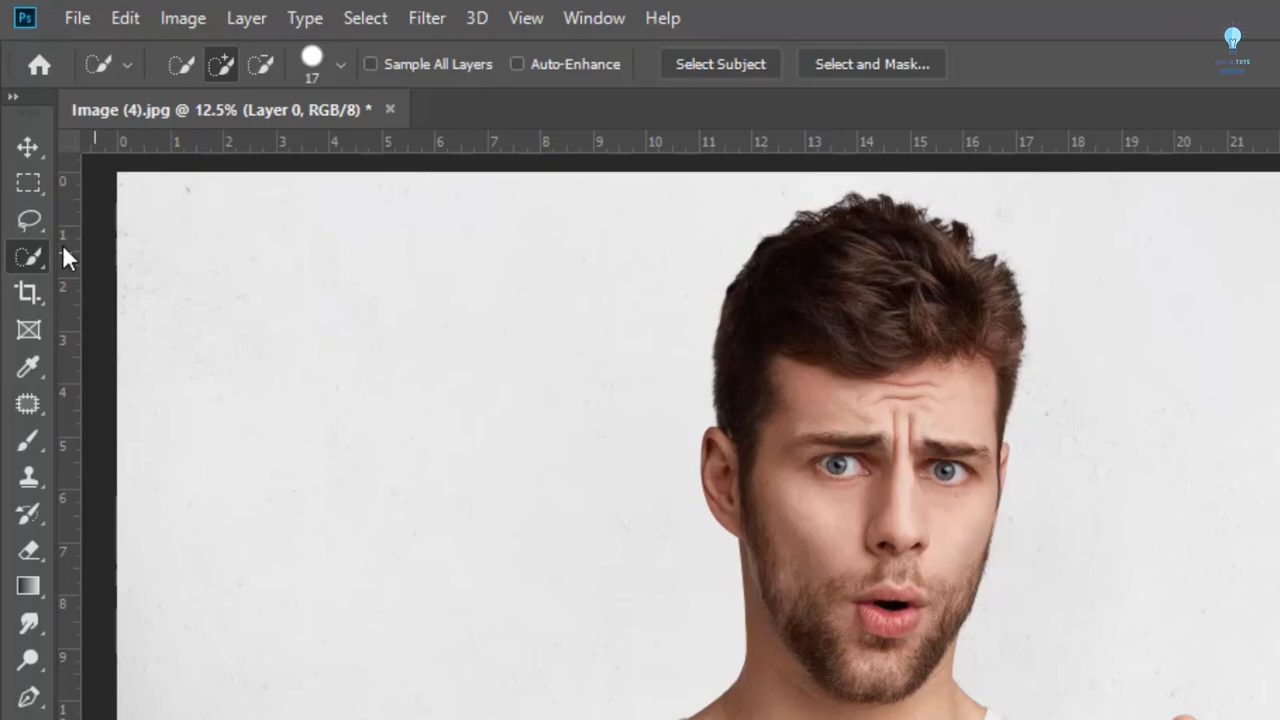 Ps File Edit Image Layer Type Select Filter 3D View Window Help
17 Sample All Layers Auto-Enhance Select Subject Select and Mask...
Image (4).jpg @ 12.5% (Layer 0, RGB/8) * ×
0 1 2 3 4 5 6 7 8 9 10 11 12 13 14 15 16 17 18 19 20 21
0
1
2
3
4
5
6
7
8
9
1